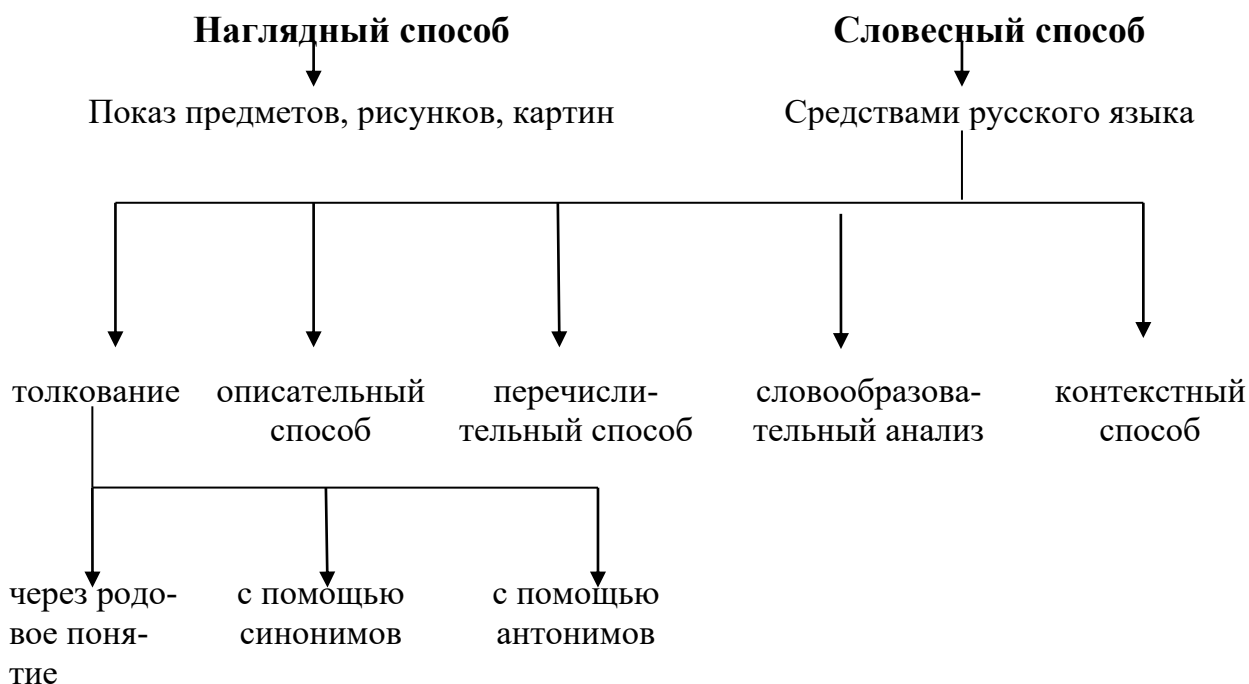 Наглядный способ
Словесный способ
Показ предметов, рисунков, картин
Средствами русского языка
толкование
описательный
способ
перечисли-
тельный способ
словообразова-
тельный анализ
контекстный
способ
через родо-
вое поня-
тие
с помощью
синонимов
с помощью
антонимов